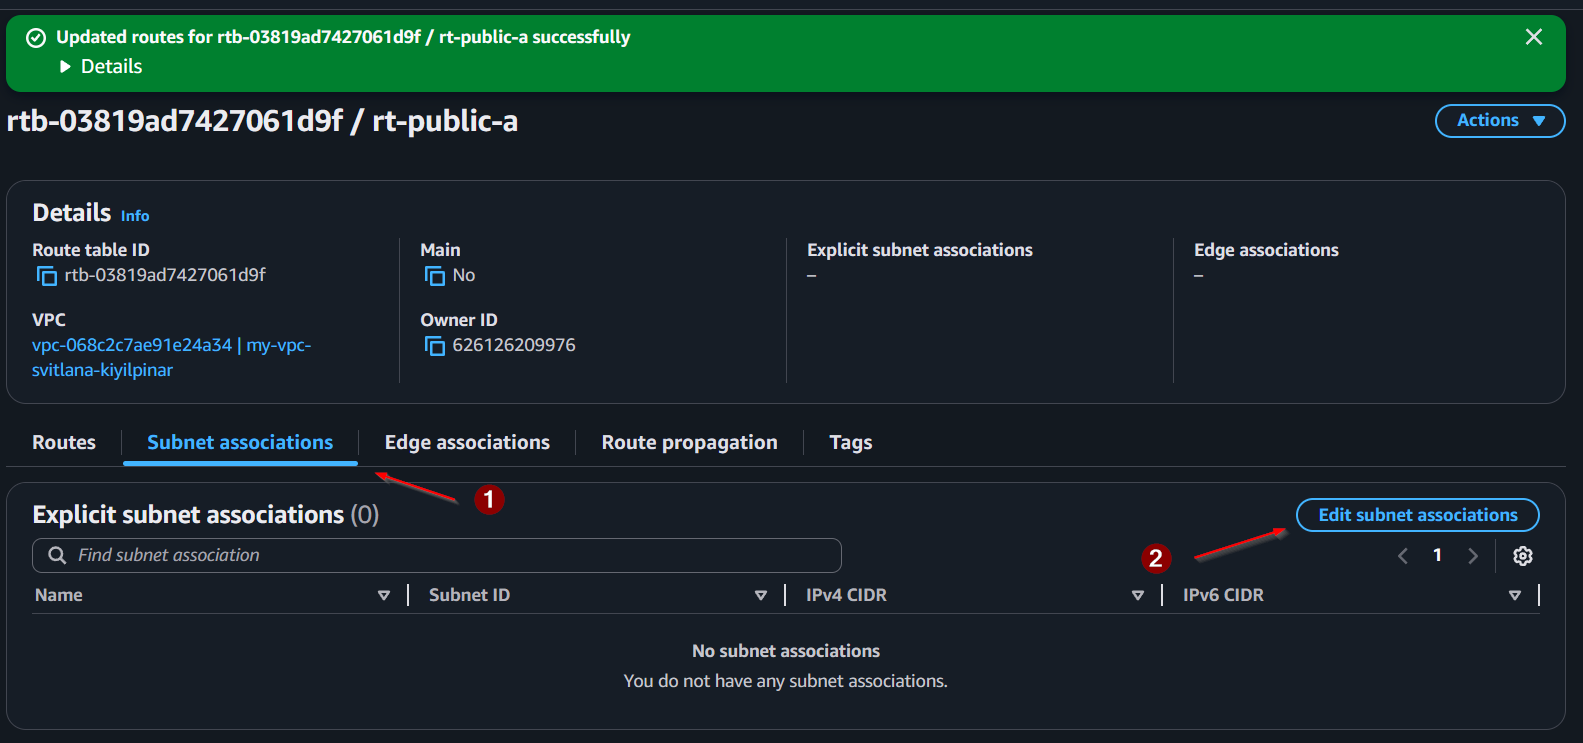 Updated routes for rtb-03819ad7427061d9f / rt-public-a successfully
Details
rtb-03819ad7427061d9f / rt-public-a
Actions
Details Info
Route table ID
rtb-03819ad7427061d9f
Main
No
Explicit subnet associations
–
Edge associations
–
VPC
vpc-068c2c7ae91e24a34 | my-vpc-
svitlana-kiyilpinar
Owner ID
626126209976
Routes Subnet associations Edge associations Route propagation Tags
1
Explicit subnet associations (0)
Edit subnet associations
Find subnet association
2
1
Name Subnet ID IPv4 CIDR IPv6 CIDR
No subnet associations
You do not have any subnet associations.